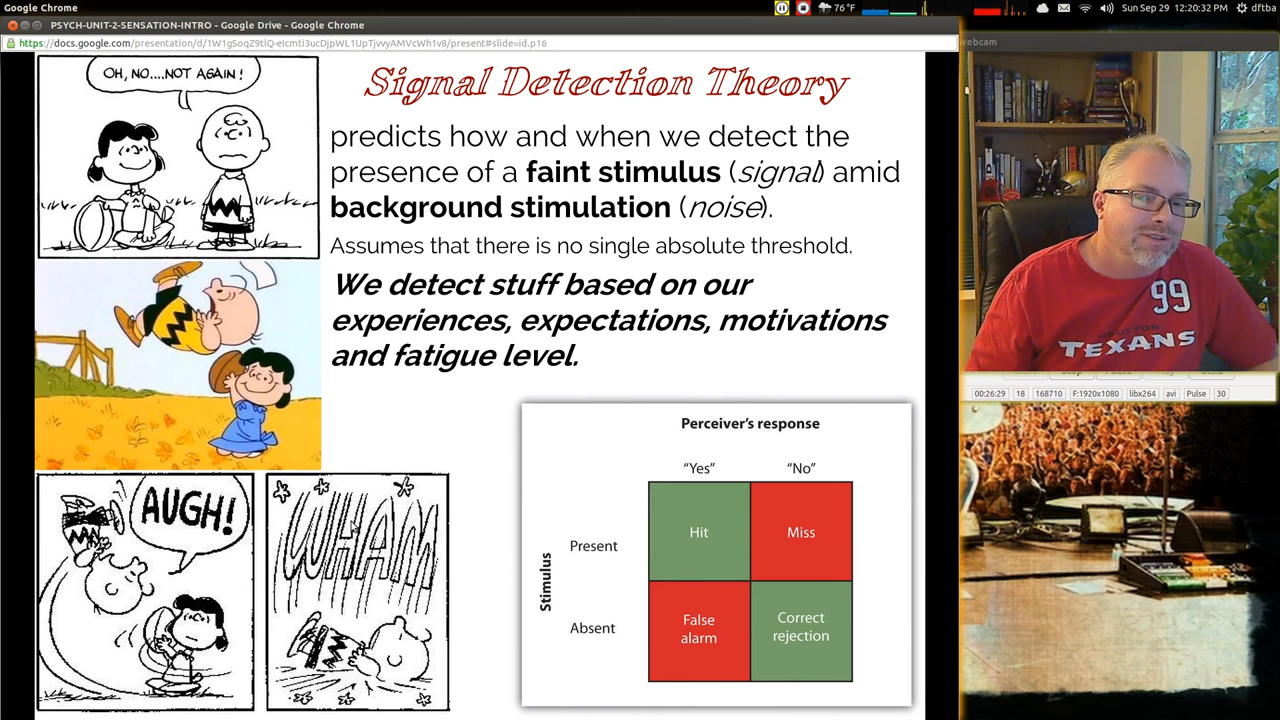 Google Chrome
76 °F
Sun Sep 29 12:20:32 PM
dftba
PSYCH-UNIT-2-SENSATION-INTRO - Google Drive - Google Chrome
webcam
OH, NO....NOT AGAIN!
Signal Detection Theory
predicts how and when we detect the
presence of a faint stimulus (signal) amid
background stimulation (noise).
Assumes that there is no single absolute threshold.
We detect stuff based on our
experiences, expectations, motivations
and fatigue level.
99
HOUSTON
TEXANS
00:26:29
18
168710
F:1920x1080
libx264
avi
Pulse
30
AUGH!
WHAM
Perceiver's response
"Yes"
"No"
Stimulus
Present
Hit
Miss
Absent
False
alarm
Correct
rejection